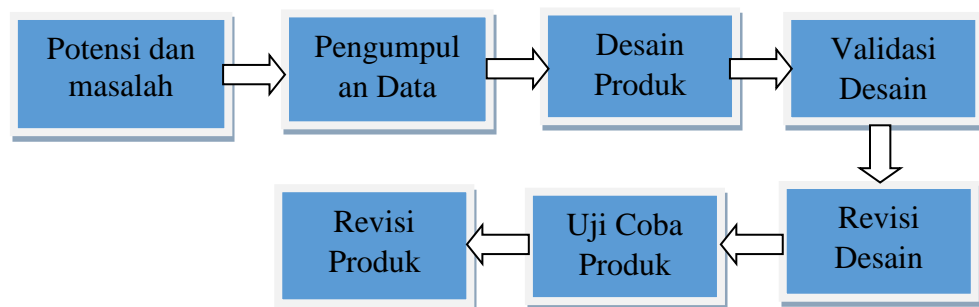 Potensi dan
masalah
Pengumpul
an Data
Desain
Produk
Validasi
Desain
Revisi
Desain
Uji Coba
Produk
Revisi
Produk